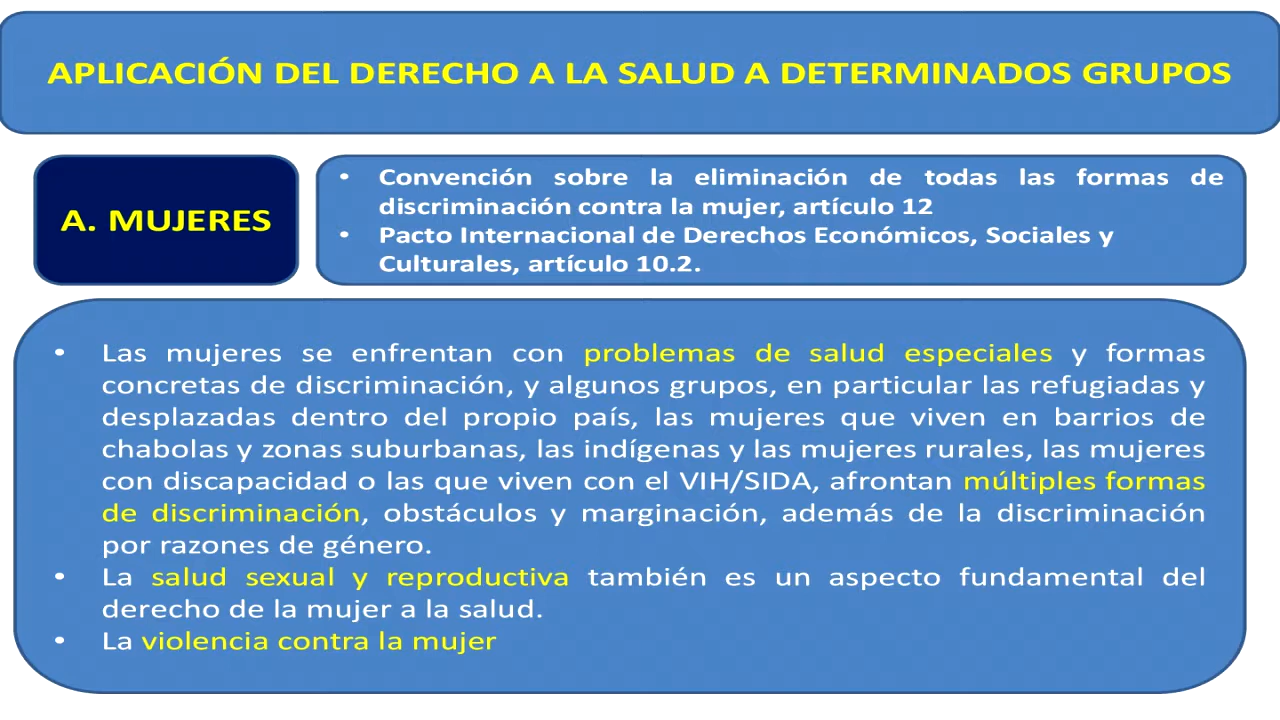 APLICACIÓN DEL DERECHO A LA SALUD A DETERMINADOS GRUPOS
A. MUJERES
• Convención sobre la eliminación de todas las formas de
discriminación contra la mujer, artículo 12
• Pacto Internacional de Derechos Económicos, Sociales y
Culturales, artículo 10.2.
• Las mujeres se enfrentan con problemas de salud especiales y formas
concretas de discriminación, y algunos grupos, en particular las refugiadas y
desplazadas dentro del propio país, las mujeres que viven en barrios de
chabolas y zonas suburbanas, las indígenas y las mujeres rurales, las mujeres
con discapacidad o las que viven con el VIH/SIDA, afrontan múltiples formas
de discriminación, obstáculos y marginación, además de la discriminación
por razones de género.
• La salud sexual y reproductiva también es un aspecto fundamental del
derecho de la mujer a la salud.
• La violencia contra la mujer